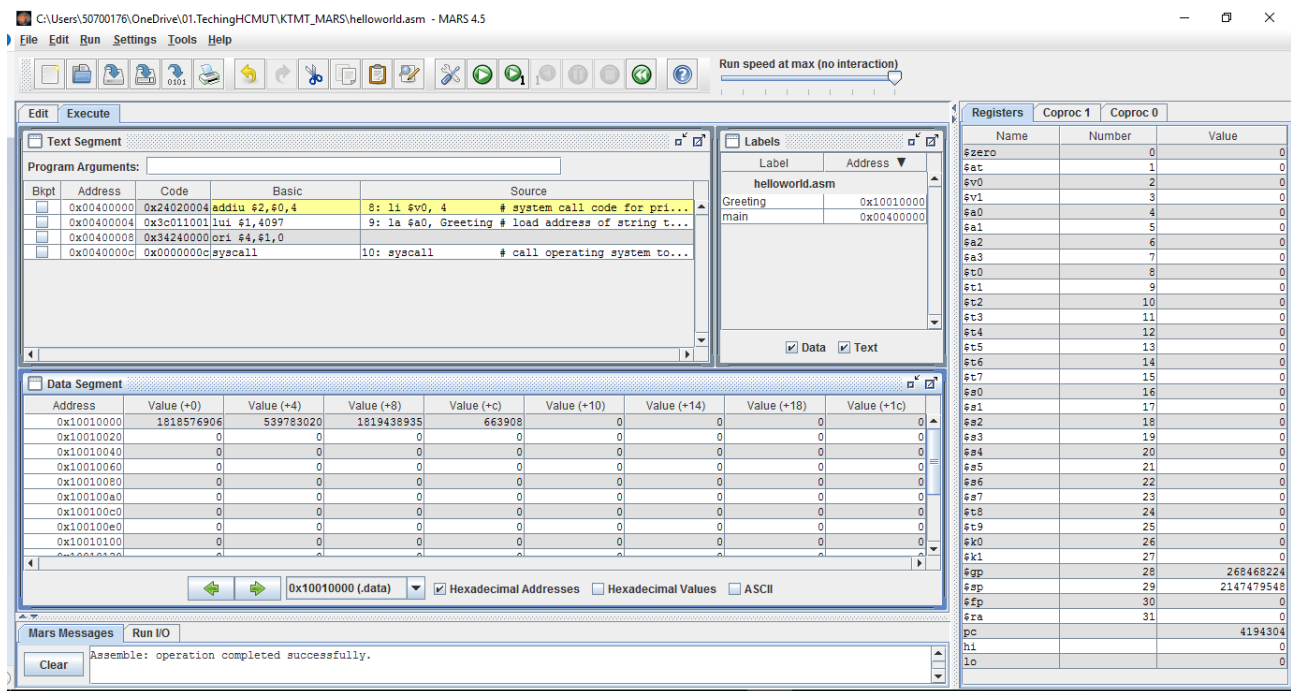 C:\Users\50700176\OneDrive\01.TechingHCMUT\KTMT_MARS\helloworld.asm - MARS 4.5
File Edit Run Settings Tools Help
Run speed at max (no interaction)
Edit Execute
Text Segment
Program Arguments:
Bkpt Address Code Basic Source
0x00400000 0x24020004 addiu $2,$0,4 8: li $v0, 4 # system call code for pri...
0x00400004 0x3c011001 lui $1,4097 9: la $a0, Greeting # load address of string t...
0x00400008 0x34240000 ori $4,$1,0
0x0040000c 0x0000000c syscall 10: syscall # call operating system to...
Labels
Label Address ▼
helloworld.asm
Greeting 0x10010000
main 0x00400000
Data Text
Data Segment
Address Value (+0) Value (+4) Value (+8) Value (+c) Value (+10) Value (+14) Value (+18) Value (+1c)
0x10010000 1818576906 539783020 1819438935 663908 0 0 0 0
0x10010020 0 0 0 0 0 0 0 0
0x10010040 0 0 0 0 0 0 0 0
0x10010060 0 0 0 0 0 0 0 0
0x10010080 0 0 0 0 0 0 0 0
0x100100a0 0 0 0 0 0 0 0 0
0x100100c0 0 0 0 0 0 0 0 0
0x100100e0 0 0 0 0 0 0 0 0
0x10010100 0 0 0 0 0 0 0 0
0x10010000 (.data) Hexadecimal Addresses Hexadecimal Values ASCII
Mars Messages Run I/O
Clear
Assemble: operation completed successfully.
Registers Coproc 1 Coproc 0
Name Number Value
$zero 0 0
$at 1 0
$v0 2 0
$v1 3 0
$a0 4 0
$a1 5 0
$a2 6 0
$a3 7 0
$t0 8 0
$t1 9 0
$t2 10 0
$t3 11 0
$t4 12 0
$t5 13 0
$t6 14 0
$t7 15 0
$s0 16 0
$s1 17 0
$s2 18 0
$s3 19 0
$s4 20 0
$s5 21 0
$s6 22 0
$s7 23 0
$t8 24 0
$t9 25 0
$k0 26 0
$k1 27 0
$gp 28 268468224
$sp 29 2147479548
$fp 30 0
$ra 31 0
pc 4194304
hi 0
lo 0